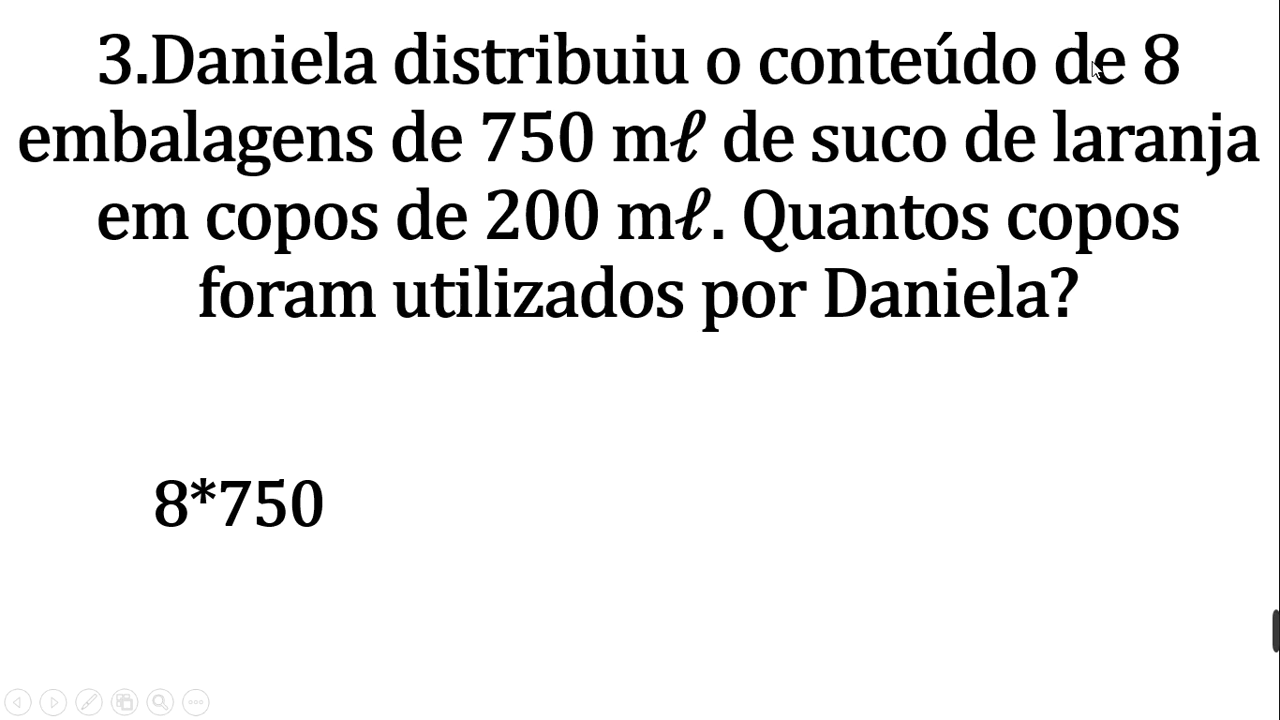 3.Daniela distribuiu o conteúdo de 8
embalagens de 750 mℓ de suco de laranja
em copos de 200 mℓ. Quantos copos
foram utilizados por Daniela?
8*750